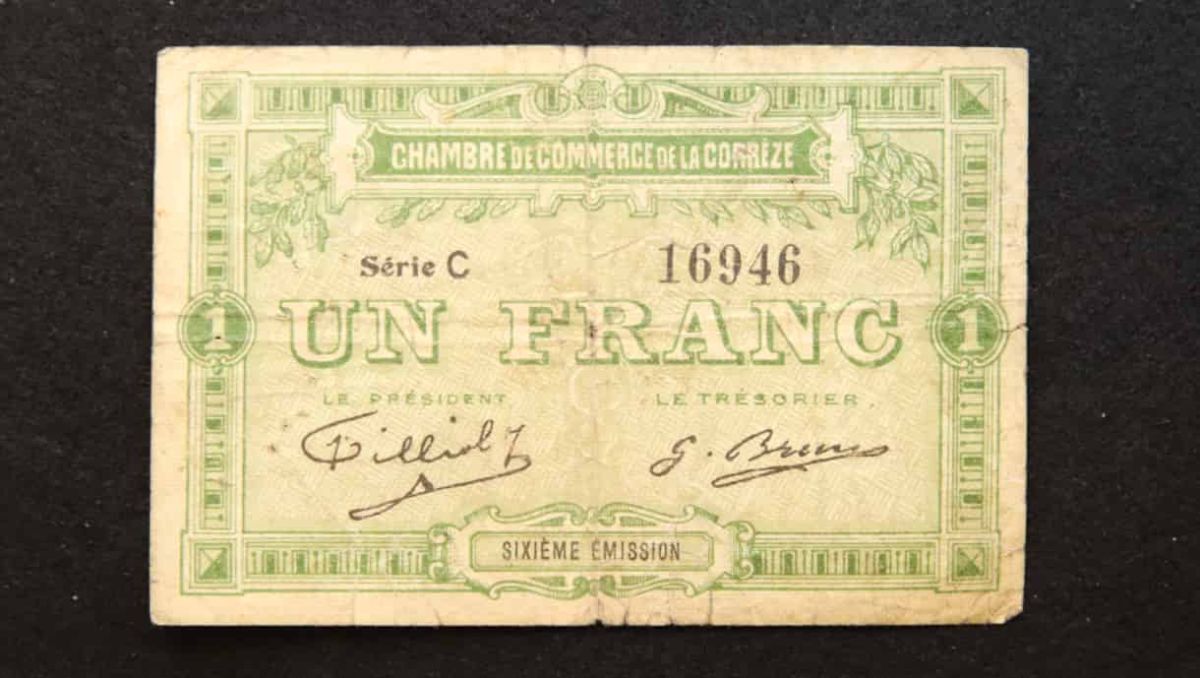 CHAMBRE DE COMMERCE DE LA CORRÈZE
Série C 16946
1 UN FRANC 1
LE PRÉSIDENT LE TRÉSORIER
G.
SIXIÈME ÉMISSION